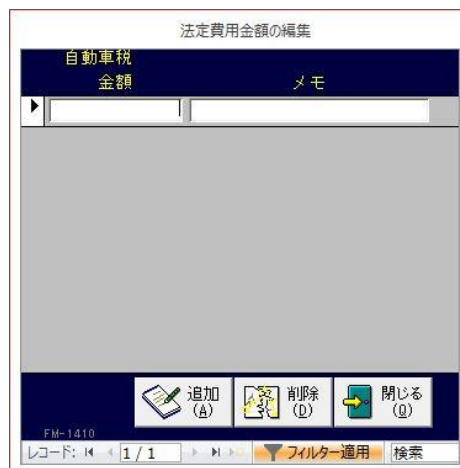 法定費用金額の編集
自動車税
金額 メモ
追加 (A)
削除 (D)
閉じる (Q)
FM-1410
レコード: 1 / 1 フィルター適用 検索